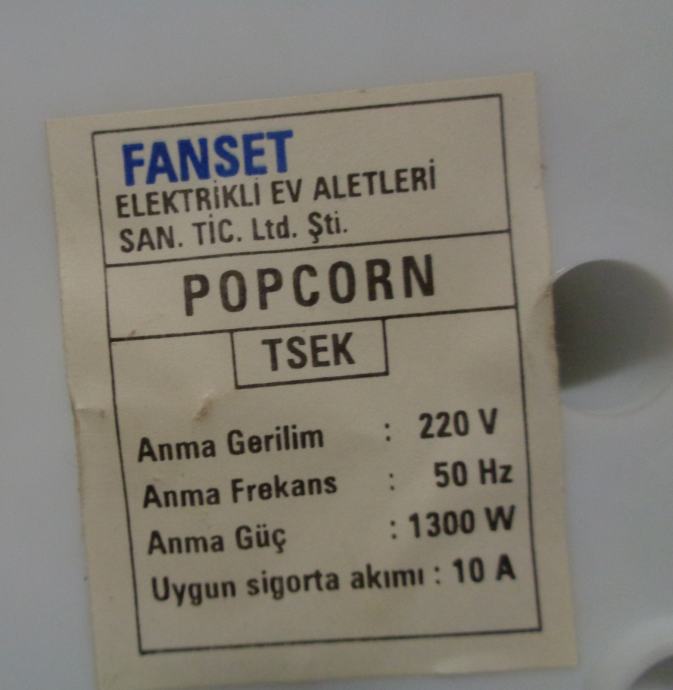 FANSET
ELEKTRİKLİ EV ALETLERİ
SAN. TİC. Ltd. Şti.
POPCORN
TSEK
Anma Gerilim : 220 V
Anma Frekans : 50 Hz
Anma Güç : 1300 W
Uygun sigorta akımı : 10 A